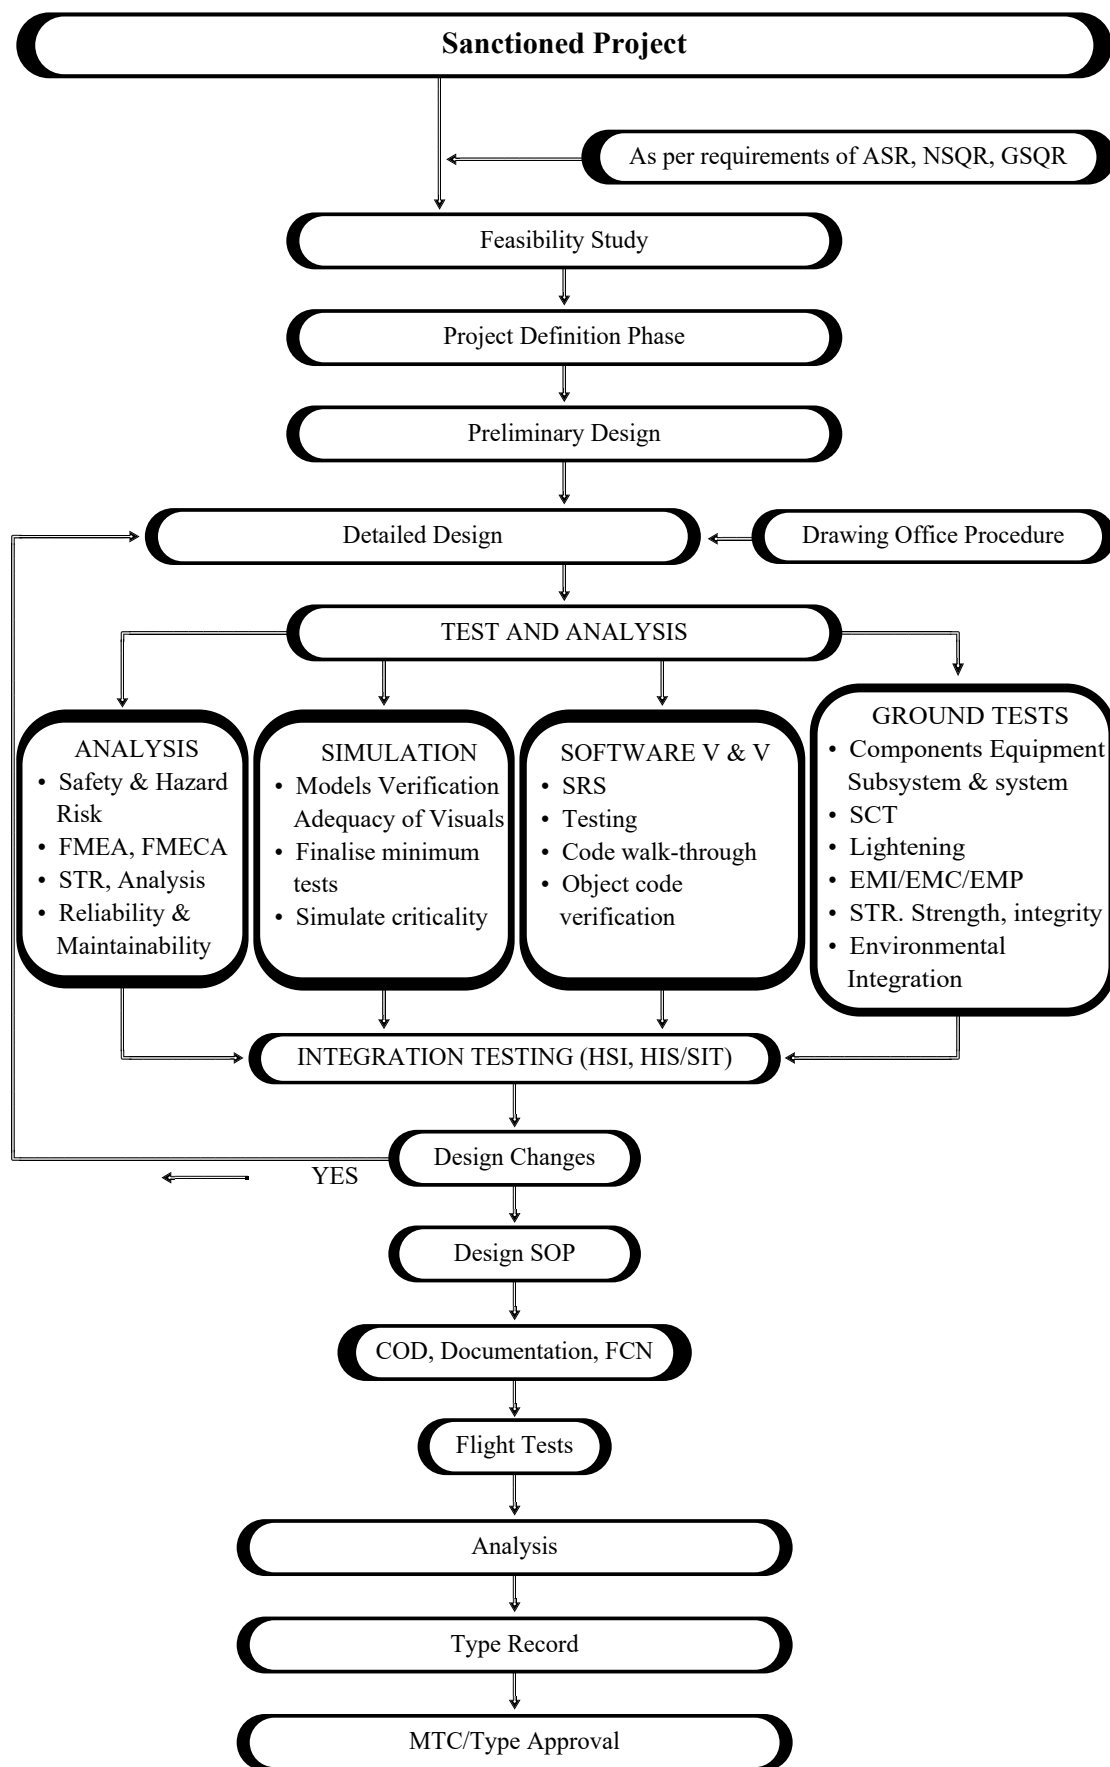 Sanctioned Project
As per requirements of ASR, NSQR, GSQR
Feasibility Study
Project Definition Phase
Preliminary Design
Detailed Design
Drawing Office Procedure
TEST AND ANALYSIS
ANALYSIS
• Safety & Hazard
Risk
• FMEA, FMECA
• STR, Analysis
• Reliability &
Maintainability
SIMULATION
• Models Verification
Adequacy of Visuals
• Finalise minimum
tests
• Simulate criticality
SOFTWARE V & V
• SRS
• Testing
• Code walk-through
• Object code
verification
GROUND TESTS
• Components Equipment
Subsystem & system
• SCT
• Lightening
• EMI/EMC/EMP
• STR. Strength, integrity
• Environmental
Integration
INTEGRATION TESTING (HSI, HIS/SIT)
Design Changes
YES
Design SOP
COD, Documentation, FCN
Flight Tests
Analysis
Type Record
MTC/Type Approval